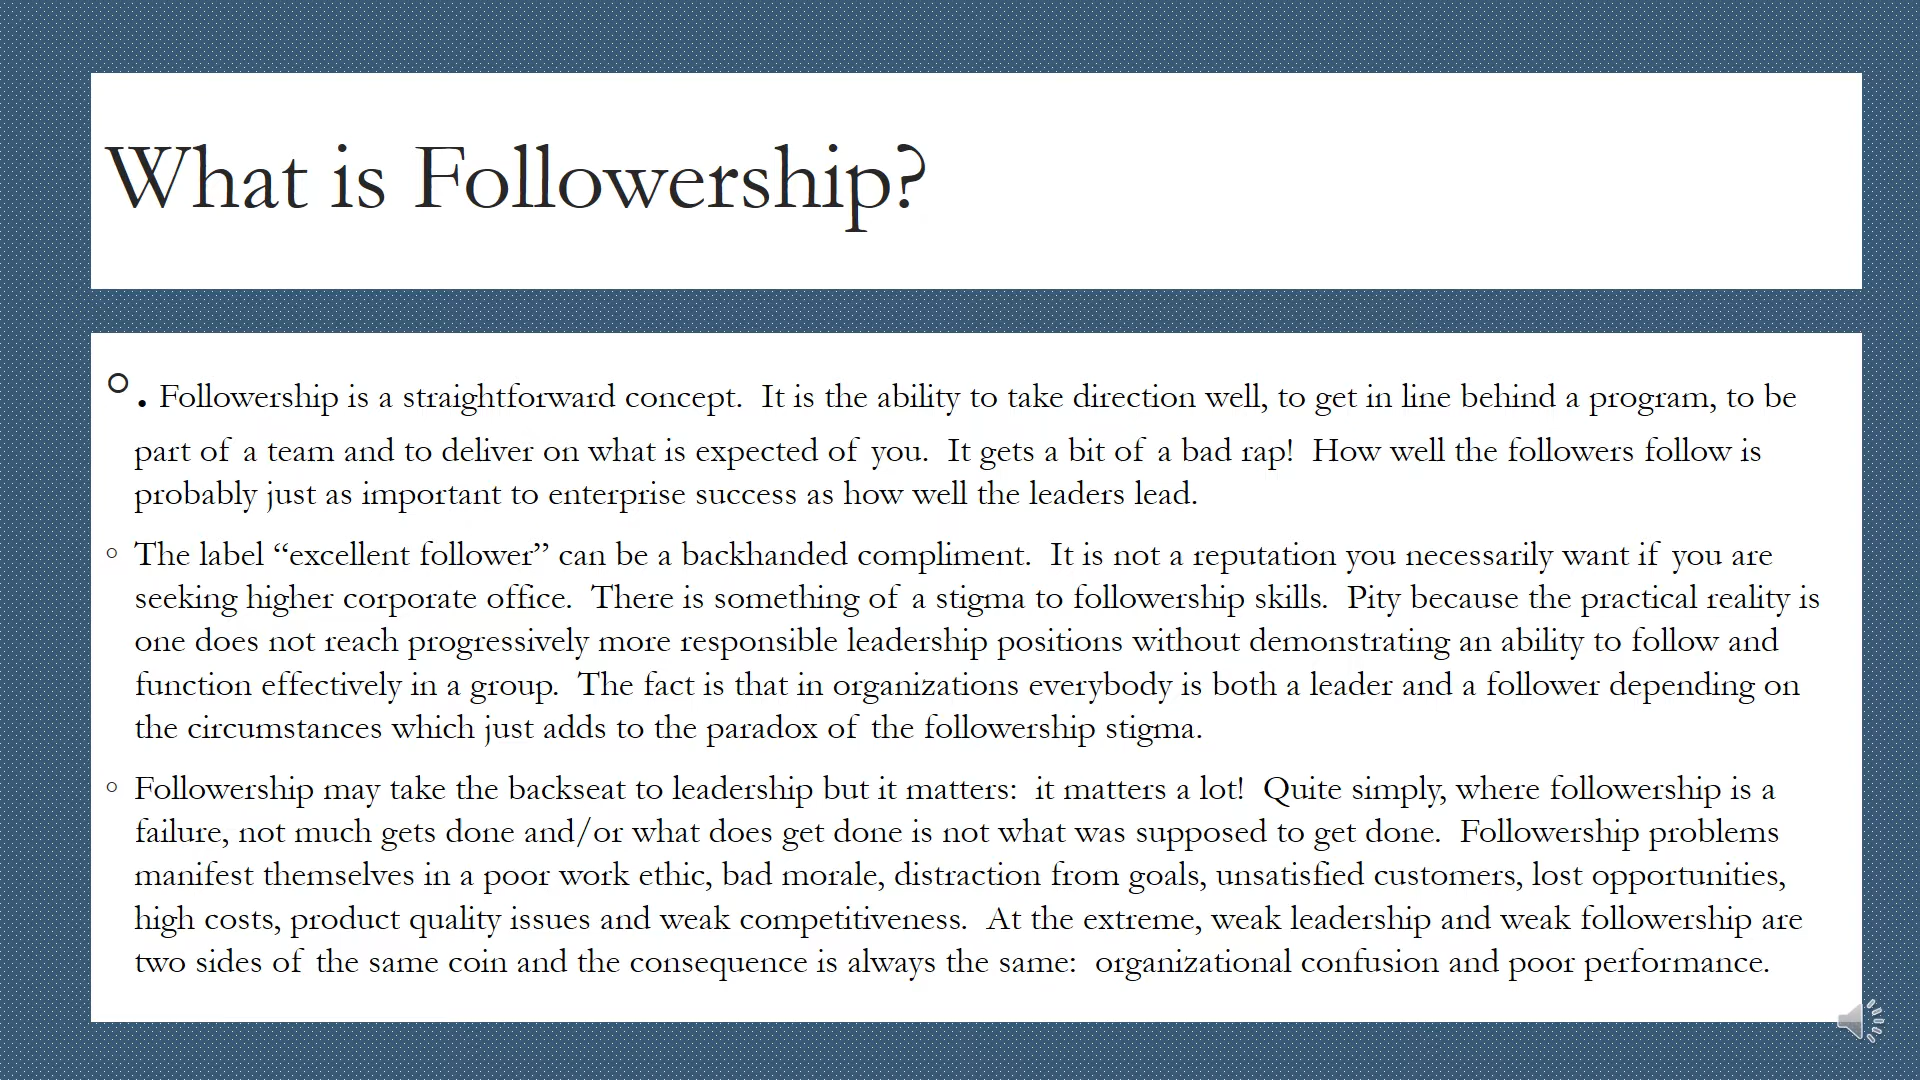 What is Followership?
. Followership is a straightforward concept.  It is the ability to take direction well, to get in line behind a program, to be
part of a team and to deliver on what is expected of you.  It gets a bit of a bad rap!  How well the followers follow is
probably just as important to enterprise success as how well the leaders lead.
The label “excellent follower” can be a backhanded compliment.  It is not a reputation you necessarily want if you are
seeking higher corporate office.  There is something of a stigma to followership skills.  Pity because the practical reality is
one does not reach progressively more responsible leadership positions without demonstrating an ability to follow and
function effectively in a group.  The fact is that in organizations everybody is both a leader and a follower depending on
the circumstances which just adds to the paradox of the followership stigma.
Followership may take the backseat to leadership but it matters:  it matters a lot!  Quite simply, where followership is a
failure, not much gets done and/or what does get done is not what was supposed to get done.  Followership problems
manifest themselves in a poor work ethic, bad morale, distraction from goals, unsatisfied customers, lost opportunities,
high costs, product quality issues and weak competitiveness.  At the extreme, weak leadership and weak followership are
two sides of the same coin and the consequence is always the same:  organizational confusion and poor performance.